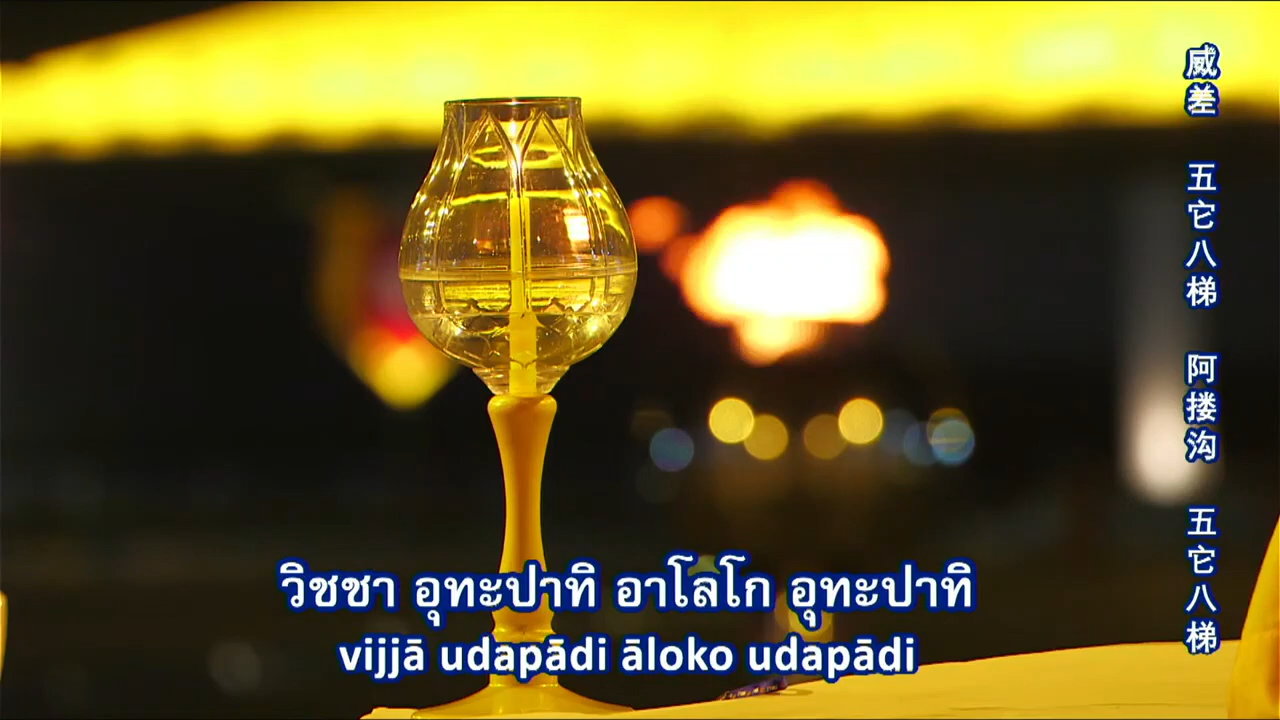 วิชชา อุทะปาทิ อาโลโก อุทะปาทิ
vijjā udapādi āloko udapādi
威差 五它八梯 阿搂沟 五它八梯